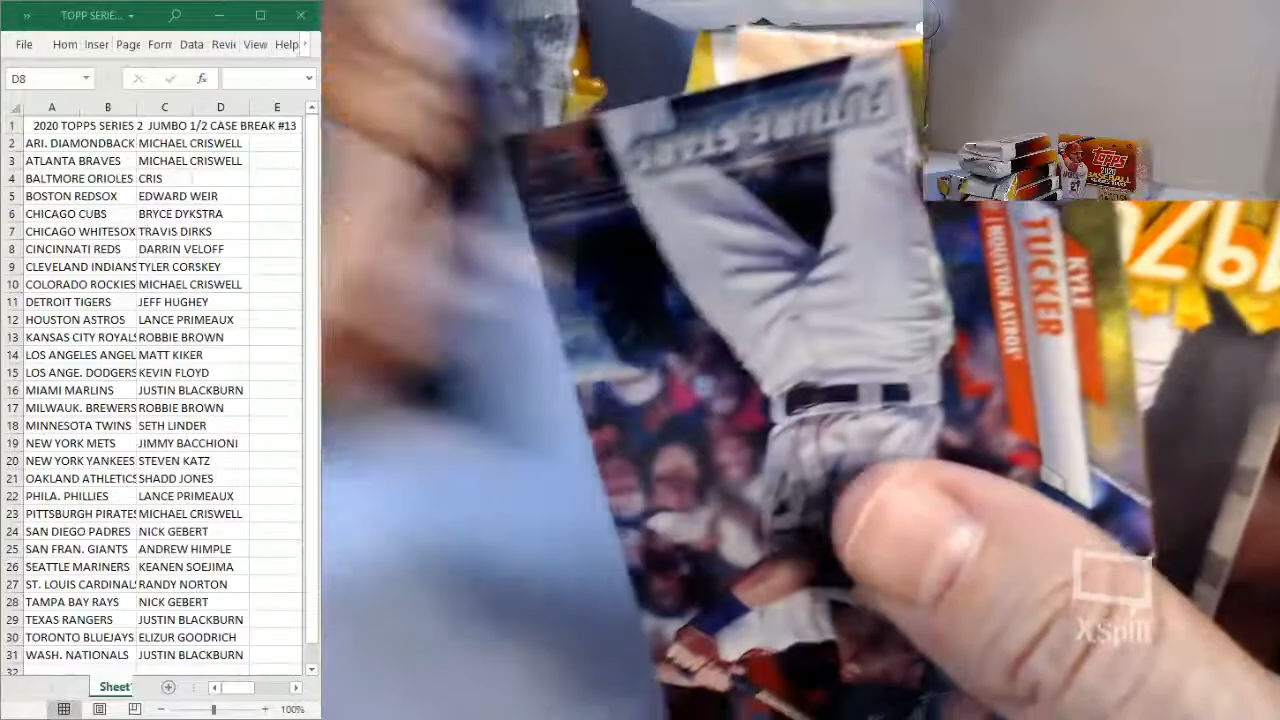 TOPP SERIE...
File Hom Inser Page Form Data Revie View Help
D8 fx
A B C D E
1 2020 TOPPS SERIES 2 JUMBO 1/2 CASE BREAK #13
2 ARI. DIAMONDBACK MICHAEL CRISWELL
3 ATLANTA BRAVES MICHAEL CRISWELL
4 BALTMORE ORIOLES CRIS
5 BOSTON REDSOX EDWARD WEIR
6 CHICAGO CUBS BRYCE DYKSTRA
7 CHICAGO WHITESOX TRAVIS DIRKS
8 CINCINNATI REDS DARRIN VELOFF
9 CLEVELAND INDIANS TYLER CORSKEY
10 COLORADO ROCKIES MICHAEL CRISWELL
11 DETROIT TIGERS JEFF HUGHEY
12 HOUSTON ASTROS LANCE PRIMEAUX
13 KANSAS CITY ROYALS ROBBIE BROWN
14 LOS ANGELES ANGEL MATT KIKER
15 LOS ANGE. DODGERS KEVIN FLOYD
16 MIAMI MARLINS JUSTIN BLACKBURN
17 MILWAUK. BREWERS ROBBIE BROWN
18 MINNESOTA TWINS SETH LINDER
19 NEW YORK METS JIMMY BACCHIONI
20 NEW YORK YANKEES STEVEN KATZ
21 OAKLAND ATHLETICS SHADD JONES
22 PHILA. PHILLIES LANCE PRIMEAUX
23 PITTSBURGH PIRATES MICHAEL CRISWELL
24 SAN DIEGO PADRES NICK GEBERT
25 SAN FRAN. GIANTS ANDREW HIMPLE
26 SEATTLE MARINERS KEANEN SOEJIMA
27 ST. LOUIS CARDINALS RANDY NORTON
28 TAMPA BAY RAYS NICK GEBERT
29 TEXAS RANGERS JUSTIN BLACKBURN
30 TORONTO BLUEJAYS ELIZUR GOODRICH
31 WASH. NATIONALS JUSTIN BLACKBURN
32
Sheet1
100%
FUTURE STARS
KYLE
TUCKER
HOUSTON ASTROS
TOPPS
2020
BASEBALL
27
XSplit